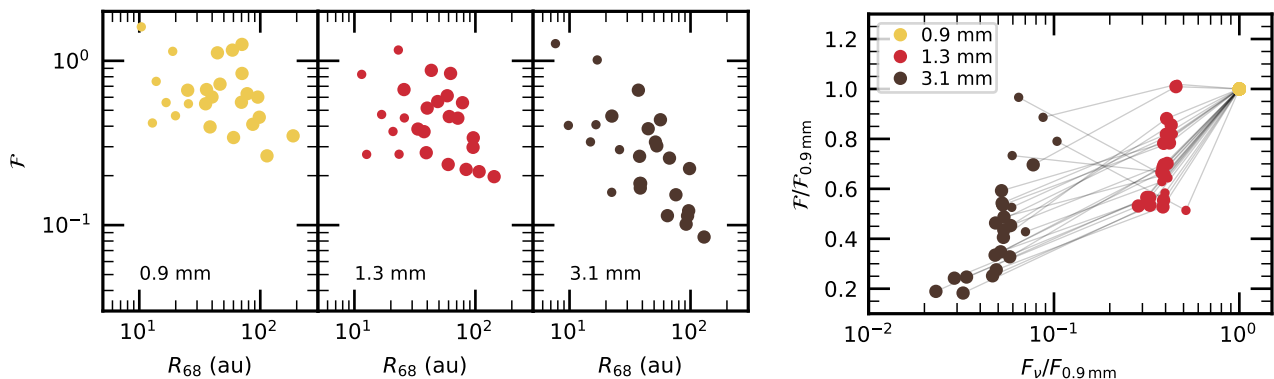 10⁰
10⁻¹
ℱ
0.9 mm
1.3 mm
3.1 mm
10¹ 10² 10¹ 10² 10¹ 10²
R₆₈ (au) R₆₈ (au) R₆₈ (au)
0.9 mm
1.3 mm
3.1 mm
1.2
1.0
0.8
0.6
0.4
0.2
ℱ/ℱ₀.₉ ₘₘ
10⁻² 10⁻¹ 10⁰
Fᵥ/F₀.₉ ₘₘ